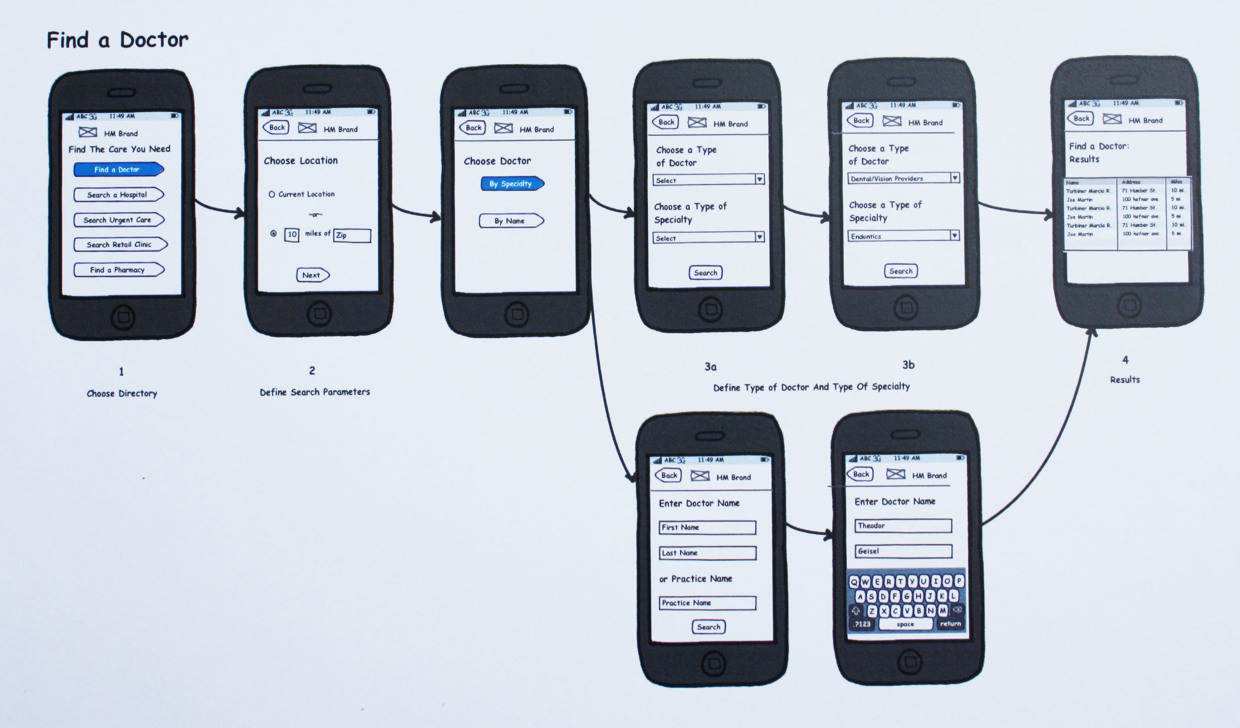 Find a Doctor
ABC 3G 11:49 AM
HM Brand
Find The Care You Need
Find a Doctor
Search a Hospital
Search Urgent Care
Search Retail Clinic
Find a Pharmacy
1
Choose Directory
ABC 3G 11:49 AM
Back HM Brand
Choose Location
Current Location
-or-
10 miles of Zip
Next
2
Define Search Parameters
ABC 3G 11:49 AM
Back HM Brand
Choose Doctor
By Specialty
By Name
ABC 3G 11:49 AM
Back HM Brand
Choose a Type
of Doctor
Select
Choose a Type of
Specialty
Select
Search
3a
ABC 3G 11:49 AM
Back HM Brand
Choose a Type
of Doctor
Dental/Vision Providers
Choose a Type of
Specialty
Endontics
Search
3b
Define Type of Doctor And Type Of Specialty
ABC 3G 11:49 AM
Back HM Brand
Find a Doctor:
Results
Name Address Miles
Turbiner Marcia R. 71 Humber St. 10 mi.
Joe Martin 100 hefner ave. 5 mi.
Turbiner Marcia R. 71 Humber St. 10 mi.
Joe Martin 100 hefner ave. 5 mi.
Turbiner Marcia R. 71 Humber St. 10 mi.
Joe Martin 100 hefner ave. 5 mi.
4
Results
ABC 3G 11:49 AM
Back HM Brand
Enter Doctor Name
First Name
Last Name
or Practice Name
Practice Name
Search
ABC 3G 11:49 AM
Back HM Brand
Enter Doctor Name
Theodor
Geisel
Q W E R T Y U I O P
A S D F G H J K L
Z X C V B N M
.?123 space return